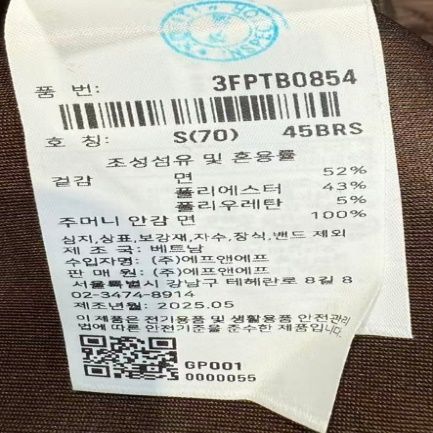 품 번: 3FPTB0854
호 칭: S(70) 45BRS
조성섬유 및 혼용률
겉감 면 52%
폴리에스터 43%
폴리우레탄 5%
주머니 안감 면 100%
심지,상표,보강재,자수,장식,밴드 제외
제 조 국: 베트남
수입자명: (주)에프앤에프
판 매 원: (주)에프앤에프
서울특별시 강남구 테헤란로 8길 8
02-3474-8914
제조년월: 2025.05
이 제품은 전기용품 및 생활용품 안전관리
법에 따른 안전기준을 준수한 제품입니다.
GP001
0000055